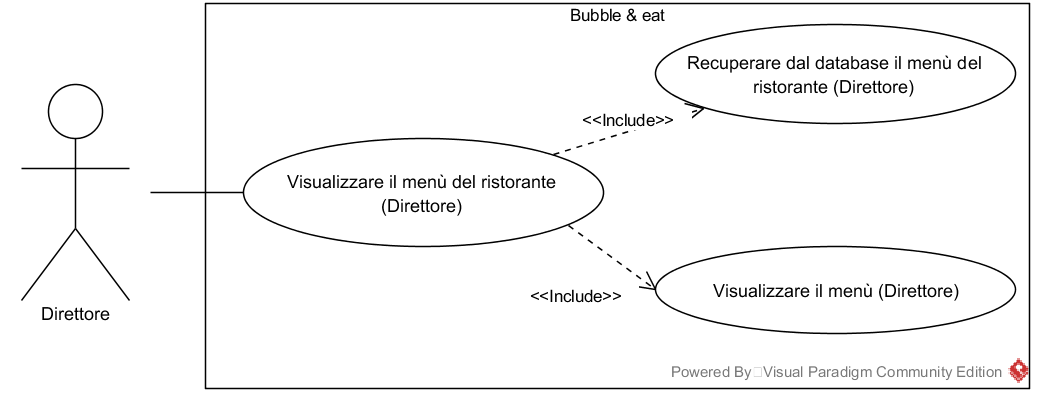 Bubble & eat
Recuperare dal database il menù del
ristorante (Direttore)
<<Include>>
Visualizzare il menù del ristorante
(Direttore)
<<Include>>
Visualizzare il menù (Direttore)
Direttore
Powered By Visual Paradigm Community Edition